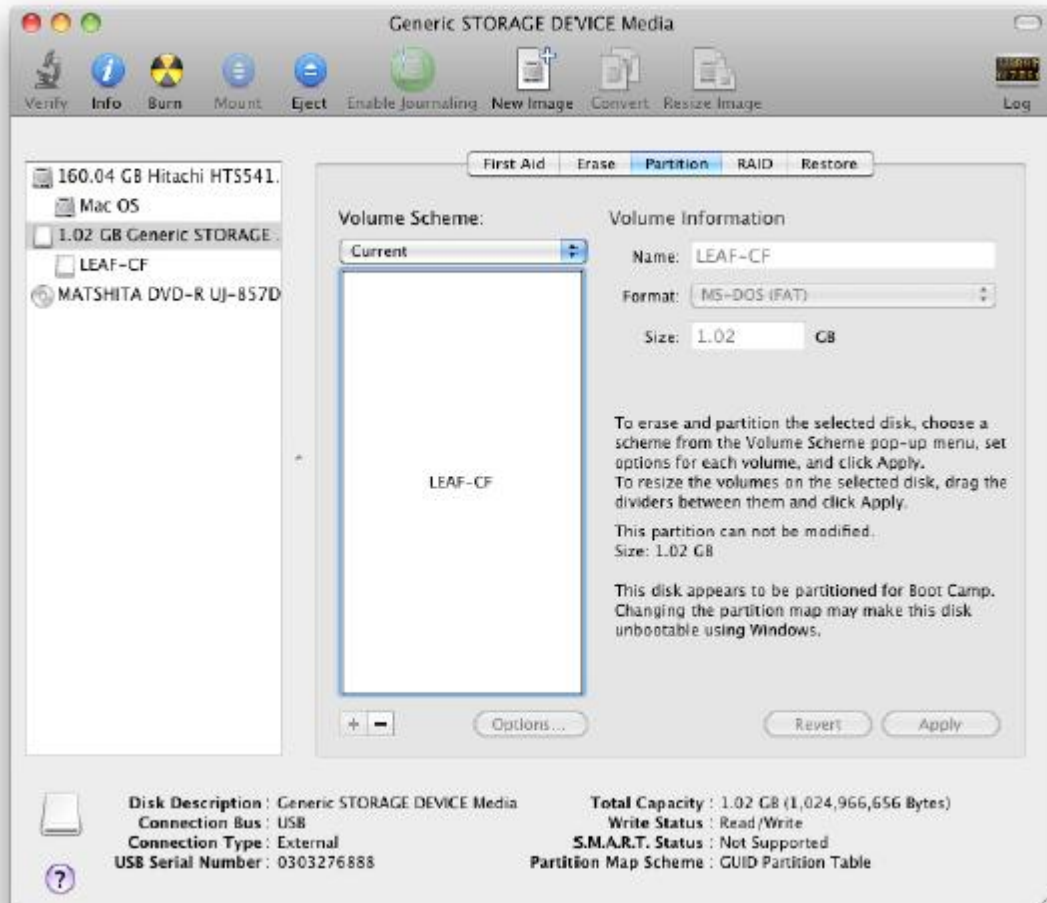 Generic STORAGE DEVICE Media
Verify Info Burn Mount Eject Enable Journaling New Image Convert Resize Image Log
First Aid Erase Partition RAID Restore
160.04 GB Hitachi HTS541.
Mac OS
1.02 GB Generic STORAGE .
LEAF-CF
MATSHITA DVD-R UJ-857D
Volume Scheme:
Current
LEAF-CF
+ −
Options...
Volume Information
Name: LEAF-CF
Format: MS-DOS (FAT)
Size: 1.02 GB
To erase and partition the selected disk, choose a
scheme from the Volume Scheme pop-up menu, set
options for each volume, and click Apply.
To resize the volumes on the selected disk, drag the
dividers between them and click Apply.
This partition can not be modified.
Size: 1.02 GB
This disk appears to be partitioned for Boot Camp.
Changing the partition map may make this disk
unbootable using Windows.
Revert Apply
Disk Description : Generic STORAGE DEVICE Media
Connection Bus : USB
Connection Type : External
USB Serial Number : 0303276888
Total Capacity : 1.02 GB (1,024,966,656 Bytes)
Write Status : Read/Write
S.M.A.R.T. Status : Not Supported
Partition Map Scheme : GUID Partition Table
?